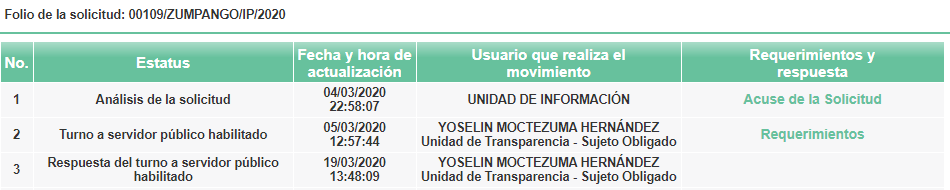 Folio de la solicitud: 00109/ZUMPANGO/IP/2020
No. Estatus Fecha y hora de actualización Usuario que realiza el movimiento Requerimientos y respuesta
1 Análisis de la solicitud 04/03/2020 22:58:07 UNIDAD DE INFORMACIÓN Acuse de la Solicitud
2 Turno a servidor público habilitado 05/03/2020 12:57:44 YOSELIN MOCTEZUMA HERNÁNDEZ Unidad de Transparencia - Sujeto Obligado Requerimientos
3 Respuesta del turno a servidor público habilitado 19/03/2020 13:48:09 YOSELIN MOCTEZUMA HERNÁNDEZ Unidad de Transparencia - Sujeto Obligado